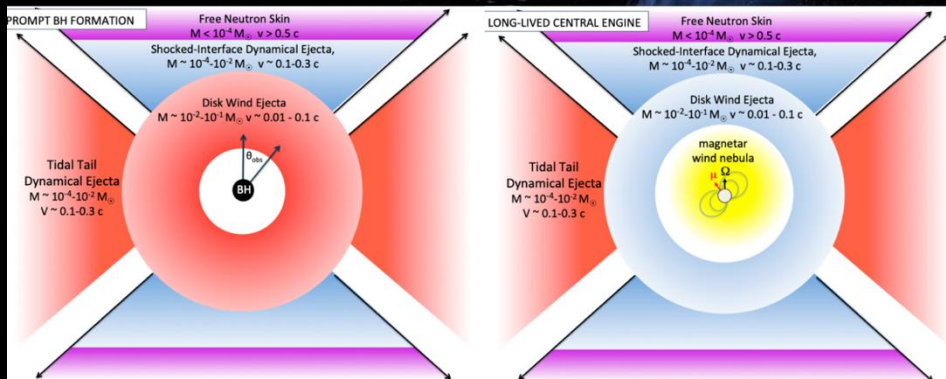 PROMPT BH FORMATION
Free Neutron Skin
M < 10⁻⁴ M☉ v > 0.5 c
Shocked-Interface Dynamical Ejecta,
M ~ 10⁻⁴-10⁻² M☉ v ~ 0.1-0.3 c
Disk Wind Ejecta
M ~ 10⁻²-10⁻¹ M☉ v ~ 0.01 - 0.1 c
θobs
BH
Tidal Tail
Dynamical Ejecta
M ~ 10⁻⁴-10⁻² M☉
V ~ 0.1-0.3 c
LONG-LIVED CENTRAL ENGINE
Free Neutron Skin
M < 10⁻⁴ M☉ v > 0.5 c
Shocked-Interface Dynamical Ejecta,
M ~ 10⁻⁴-10⁻² M☉ v ~ 0.1-0.3 c
Disk Wind Ejecta
M ~ 10⁻²-10⁻¹ M☉ v ~ 0.01 - 0.1 c
magnetar
wind nebula
μ Ω
Tidal Tail
Dynamical Ejecta
M ~ 10⁻⁴-10⁻² M☉
V ~ 0.1-0.3 c